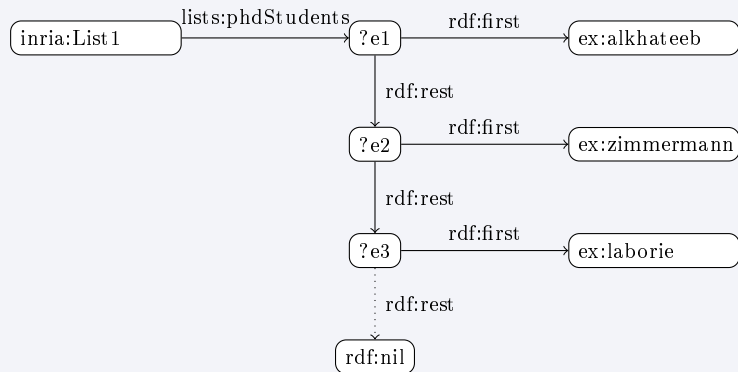 inria:List1 lists:phdStudents ?e1 rdf:first ex:alkhateeb
rdf:rest
?e2 rdf:first ex:zimmermann
rdf:rest
?e3 rdf:first ex:laborie
rdf:rest
rdf:nil